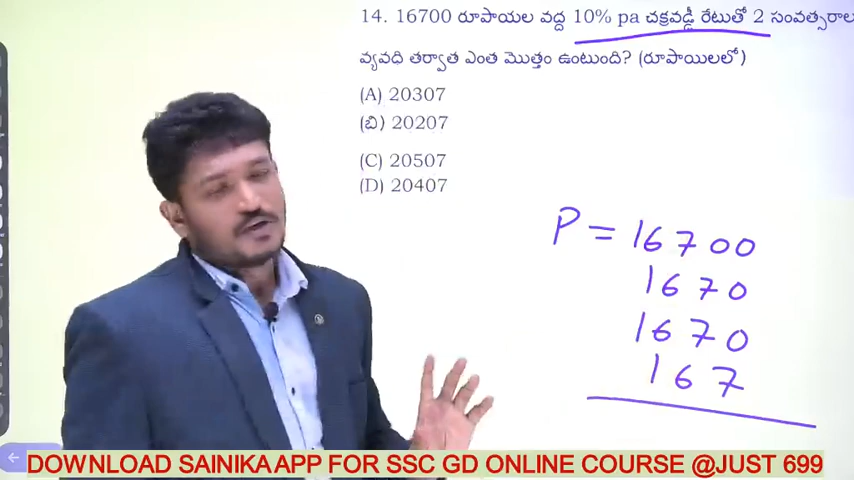 14. 16700 రూపాయల వద్ద 10% pa చక్రవడ్డీ రేటుతో 2 సంవత్సరాల
వ్యవధి తర్వాత ఎంత మొత్తం ఉంటుంది? (రూపాయిలలో)
(A) 20307
(బి) 20207
(C) 20507
(D) 20407
P = 16700
1670
1670
167
DOWNLOAD SAINIKA APP FOR SSC GD ONLINE COURSE @JUST 699